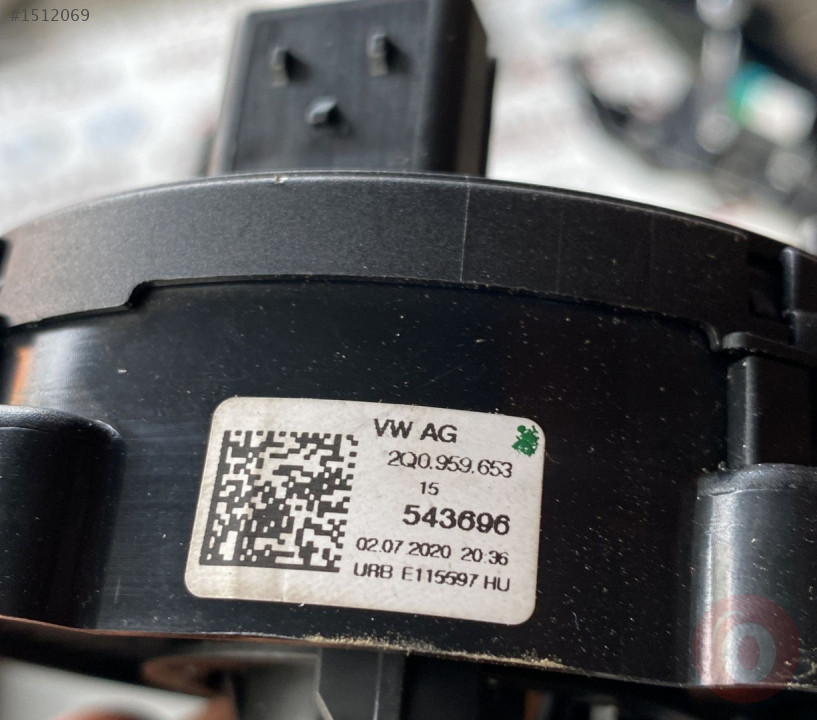 #1512069
VW AG
2Q0.959.653
15
543696
02.07.2020 20:36
URB E115597 HU